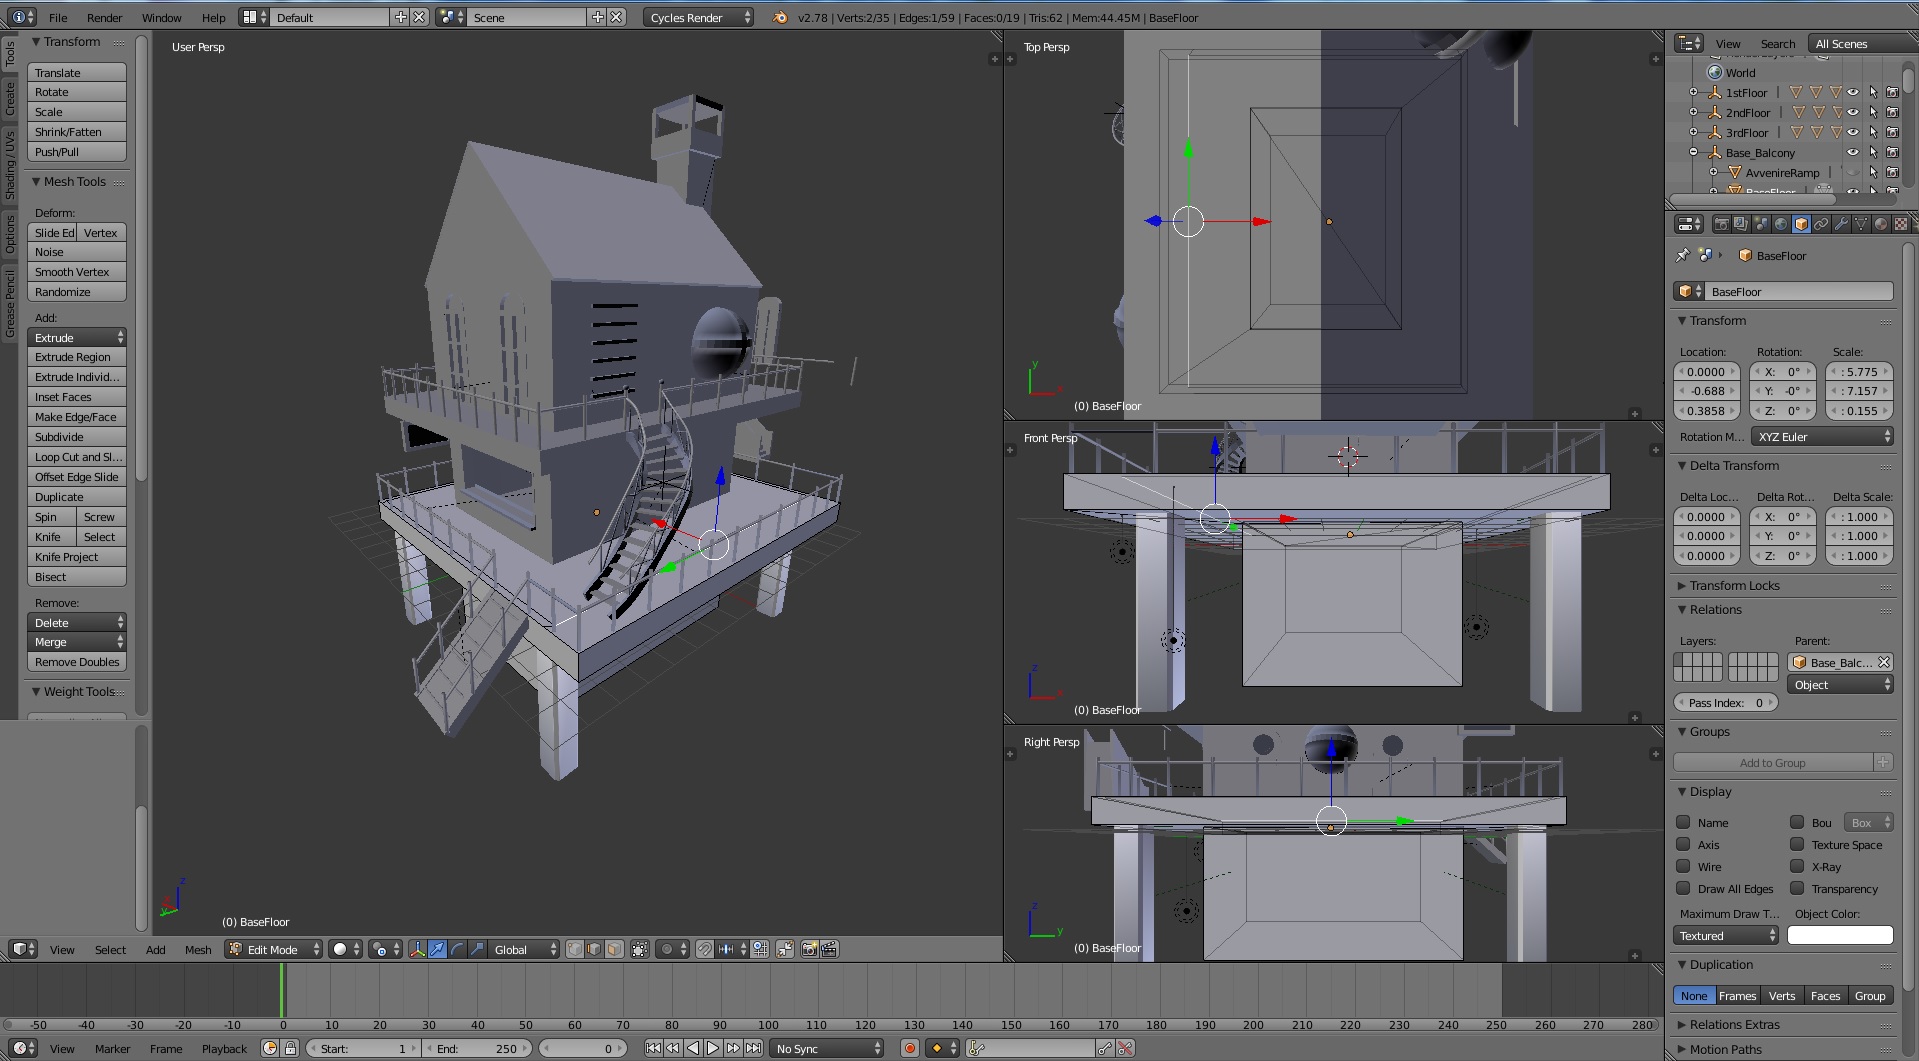 File Render Window Help Default Scene Cycles Render v2.78 | Verts:2/35 | Edges:1/59 | Faces:0/19 | Tris:62 | Mem:44.45M | BaseFloor
Tools
Create
Shading / UVs
Options
Grease Pencil
Transform
Translate
Rotate
Scale
Shrink/Fatten
Push/Pull
Mesh Tools
Deform:
Slide Ed Vertex
Noise
Smooth Vertex
Randomize
Add:
Extrude
Extrude Region
Extrude Individ...
Inset Faces
Make Edge/Face
Subdivide
Loop Cut and Sl...
Offset Edge Slide
Duplicate
Spin Screw
Knife Select
Knife Project
Bisect
Remove:
Delete
Merge
Remove Doubles
Weight Tools
User Persp
z
y
(0) BaseFloor
Top Persp
y
x
(0) BaseFloor
Front Persp
z
x
(0) BaseFloor
Right Persp
z
y
(0) BaseFloor
View Search All Scenes
World
1stFloor
2ndFloor
3rdFloor
Base_Balcony
AvvenireRamp
BaseFloor
BaseFloor
BaseFloor
Transform
Location: Rotation: Scale:
0.0000 X: 0° : 5.775
-0.688 Y: -0° : 7.157
0.3858 Z: 0° : 0.155
Rotation M... XYZ Euler
Delta Transform
Delta Loc... Delta Rot... Delta Scale:
0.0000 X: 0° : 1.000
0.0000 Y: 0° : 1.000
0.0000 Z: 0° : 1.000
Transform Locks
Relations
Layers: Parent:
Base_Balc...
Object
Pass Index: 0
Groups
Add to Group
Display
Name Bou Box
Axis Texture Space
Wire X-Ray
Draw All Edges Transparency
Maximum Draw T... Object Color:
Textured
Duplication
None Frames Verts Faces Group
Relations Extras
Motion Paths
View Select Add Mesh Edit Mode Global
-50 -40 -30 -20 -10 0 10 20 30 40 50 60 70 80 90 100 110 120 130 140 150 160 170 180 190 200 210 220 230 240 250 260 270 280
View Marker Frame Playback Start: 1 End: 250 0 No Sync